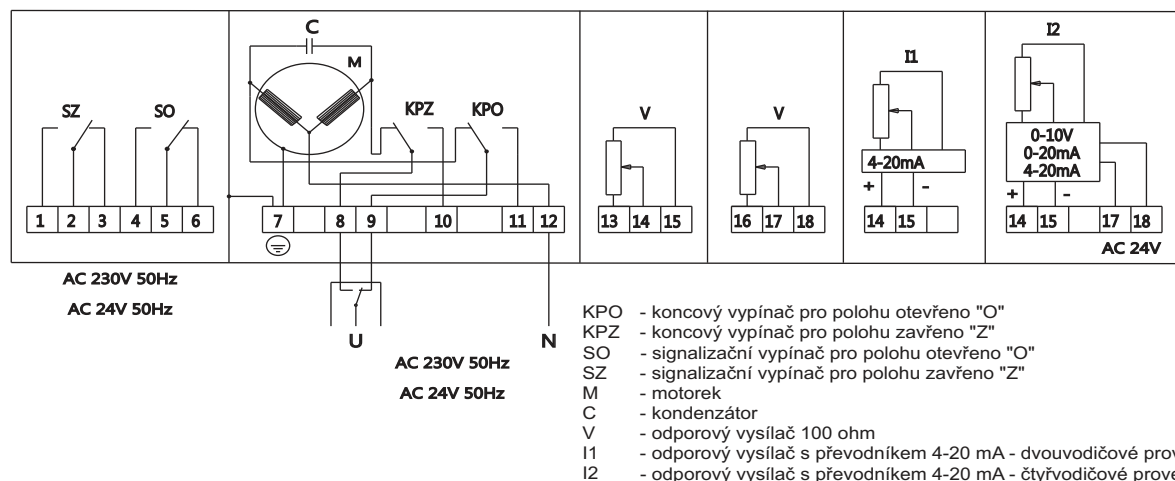 C
M
SZ
SO
KPZ
KPO
V
V
I1
I2
4-20mA
0-10V
0-20mA
4-20mA
+ -
+ -
1 2 3 4 5 6
7 8 9 10 11 12
13 14 15
16 17 18
14 15
14 15 17 18
AC 24V
AC 230V 50Hz
AC 24V 50Hz
U
N
AC 230V 50Hz
AC 24V 50Hz
KPO - koncový vypínač pro polohu otevřeno "O"
KPZ - koncový vypínač pro polohu zavřeno "Z"
SO - signalizační vypínač pro polohu otevřeno "O"
SZ - signalizační vypínač pro polohu zavřeno "Z"
M - motorek
C - kondenzátor
V - odporový vysílač 100 ohm
I1 - odporový vysílač s převodníkem 4-20 mA - dvouvodičové
I2 - odporový vysílač s převodníkem 4-20 mA - čtyřvodičové